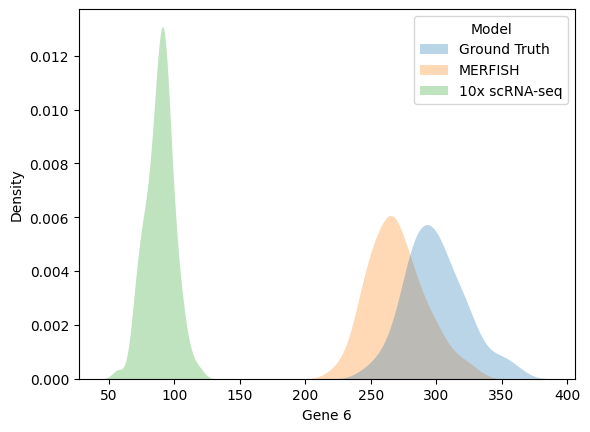 Model
Ground Truth
MERFISH
10x scRNA-seq
0.012
0.010
0.008
0.006
0.004
0.002
0.000
Density
50 100 150 200 250 300 350 400
Gene 6